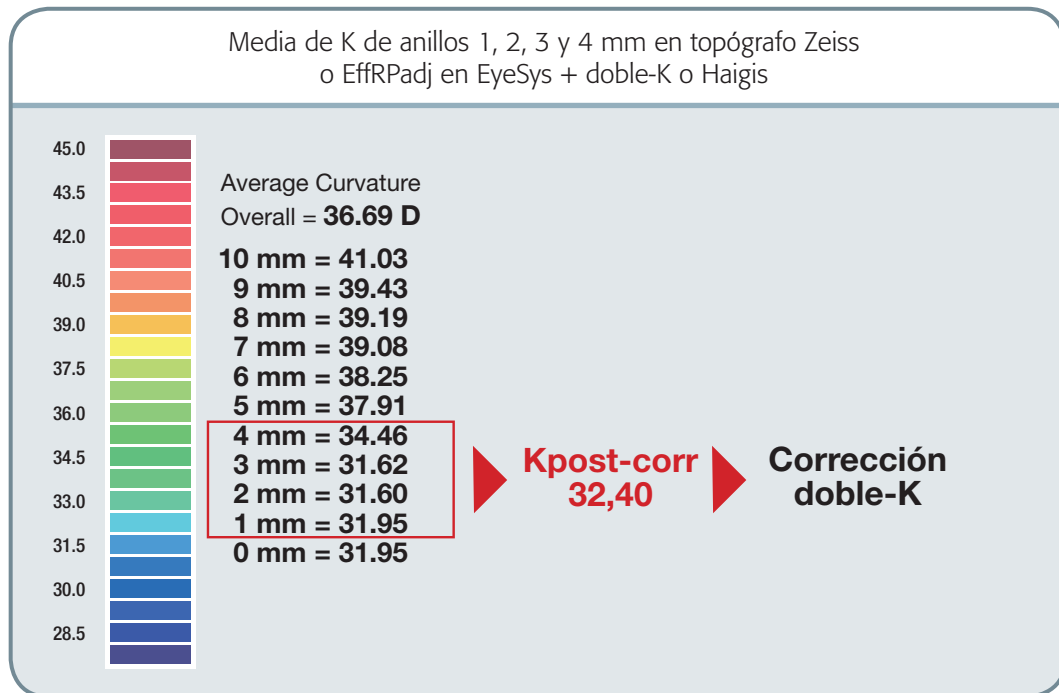 Media de K de anillos 1, 2, 3 y 4 mm en topógrafo Zeiss
o EffRPadj en EyeSys + doble-K o Haigis
45.0
43.5
42.0
40.5
39.0
37.5
36.0
34.5
33.0
31.5
30.0
28.5
Average Curvature
Overall = 36.69 D
10 mm = 41.03
9 mm = 39.43
8 mm = 39.19
7 mm = 39.08
6 mm = 38.25
5 mm = 37.91
4 mm = 34.46
3 mm = 31.62
2 mm = 31.60
1 mm = 31.95
0 mm = 31.95
Kpost-corr
32,40
Corrección
doble-K